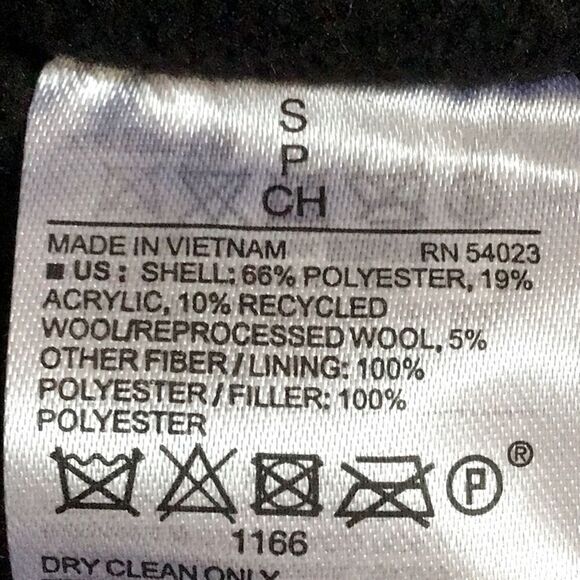 S
P
CH
MADE IN VIETNAM RN 54023
■ US : SHELL: 66% POLYESTER, 19%
ACRYLIC, 10% RECYCLED
WOOL/REPROCESSED WOOL, 5%
OTHER FIBER / LINING: 100%
POLYESTER / FILLER: 100%
POLYESTER
P ®
1166
DRY CLEAN ONLY